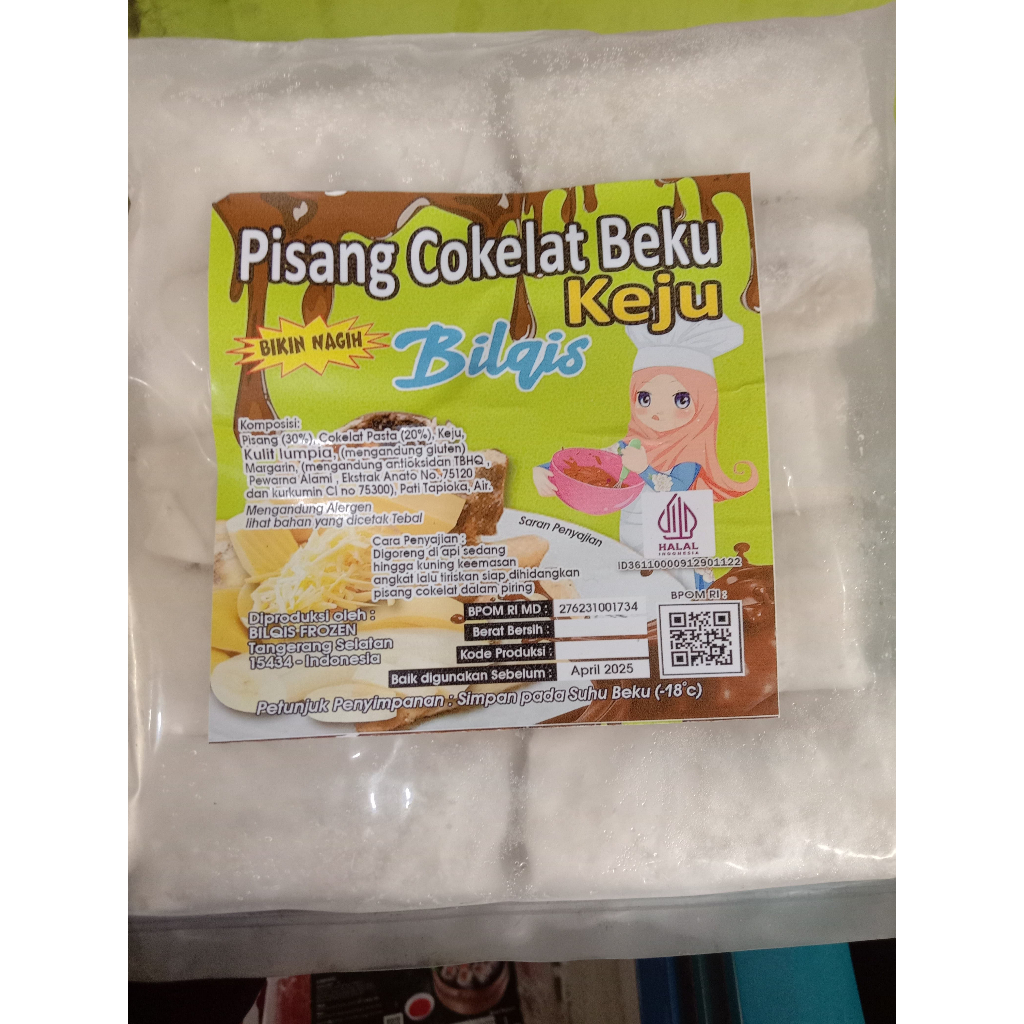 Pisang Cokelat Beku
Keju
BIKIN NAGIH
Bilqis
Komposisi:
Pisang (30%), Cokelat Pasta (20%), Keju,
Kulit lumpia, (mengandung gluten)
Margarin, (mengandung antioksidan TBHQ ,
Pewarna Alami , Ekstrak Anato No. 75120
dan kurkumin CI no 75300), Pati Tapioka, Air.
Mengandung Alergen
lihat bahan yang dicetak Tebal
Saran Penyajian
HALAL
INDONESIA
ID36110000912901122
Cara Penyajian :
Digoreng di api sedang
hingga kuning keemasan
angkat lalu tiriskan siap dihidangkan
pisang cokelat dalam piring
Diproduksi oleh :
BILQIS FROZEN
Tangerang Selatan
15434 - Indonesia
BPOM RI MD : 276231001734
Berat Bersih :
Kode Produksi :
Baik digunakan Sebelum : April 2025
BPOM RI :
Petunjuk Penyimpanan : Simpan pada Suhu Beku (-18°c)